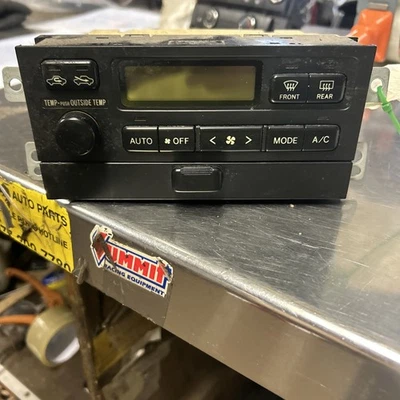 TEMP•PUSH OUTSIDE TEMP
FRONT
REAR
AUTO
OFF
<
>
MODE
A/C
AUTO PARTS
SUMMIT
RACING EQUIPMENT